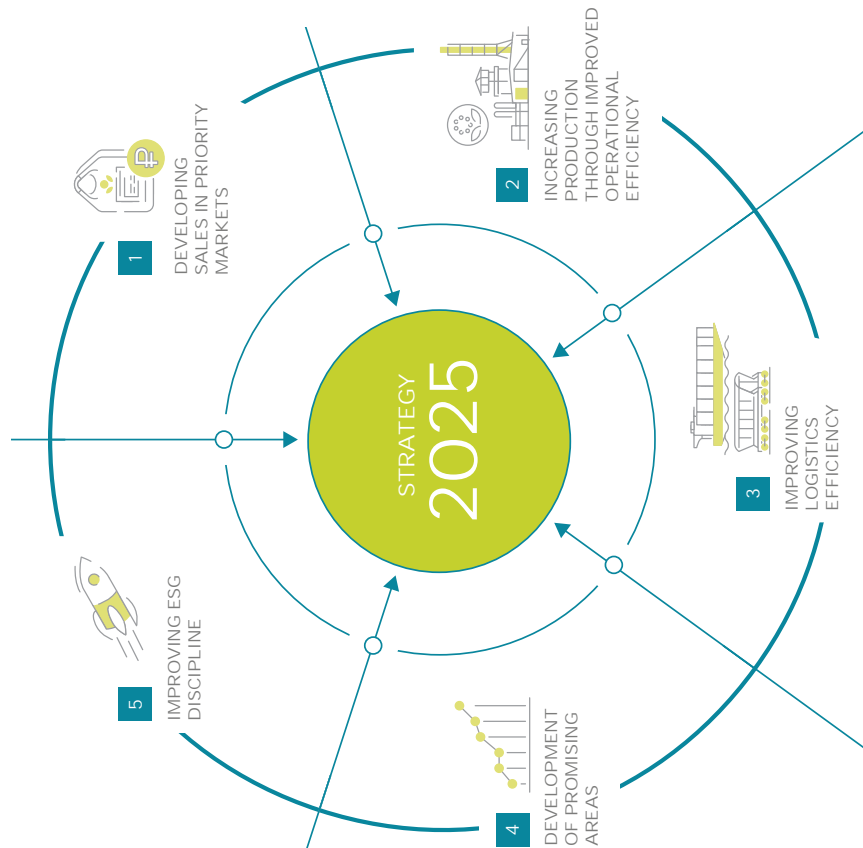 STRATEGY
2025
1
DEVELOPING
SALES IN PRIORITY
MARKETS
₽
2
INCREASING
PRODUCTION
THROUGH IMPROVED
OPERATIONAL
EFFICIENCY
3
IMPROVING
LOGISTICS
EFFICIENCY
4
DEVELOPMENT
OF PROMISING
AREAS
5
IMPROVING ESG
DISCIPLINE